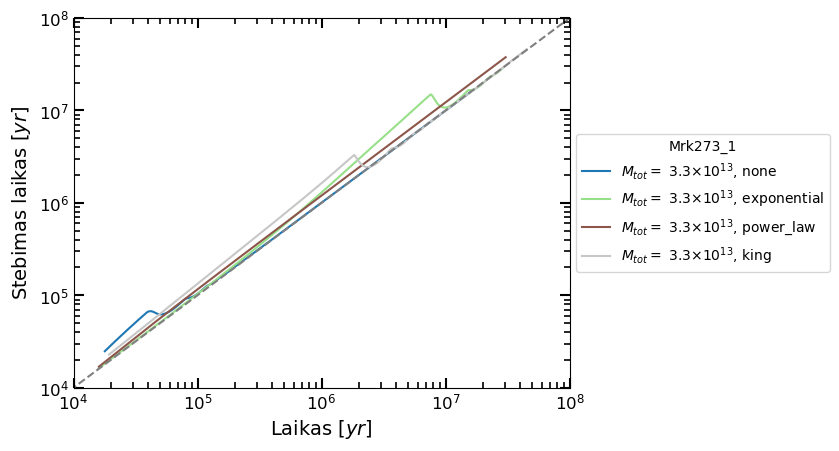 10^8
10^7
10^6
10^5
10^4
Stebimas laikas [yr]
10^4 10^5 10^6 10^7 10^8
Laikas [yr]
Mrk273_1
M_tot = 3.3×10^13, none
M_tot = 3.3×10^13, exponential
M_tot = 3.3×10^13, power_law
M_tot = 3.3×10^13, king